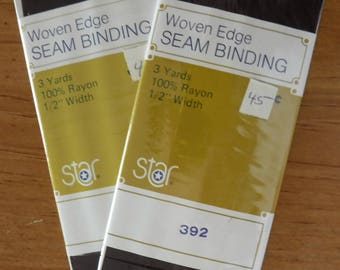 Woven Edge
SEAM BINDING
3 Yards
100% Rayon
1/2" Width
4
star
Woven Edge
SEAM BINDING
3 Yards
100% Rayon
1/2" Width
45¢
star
392